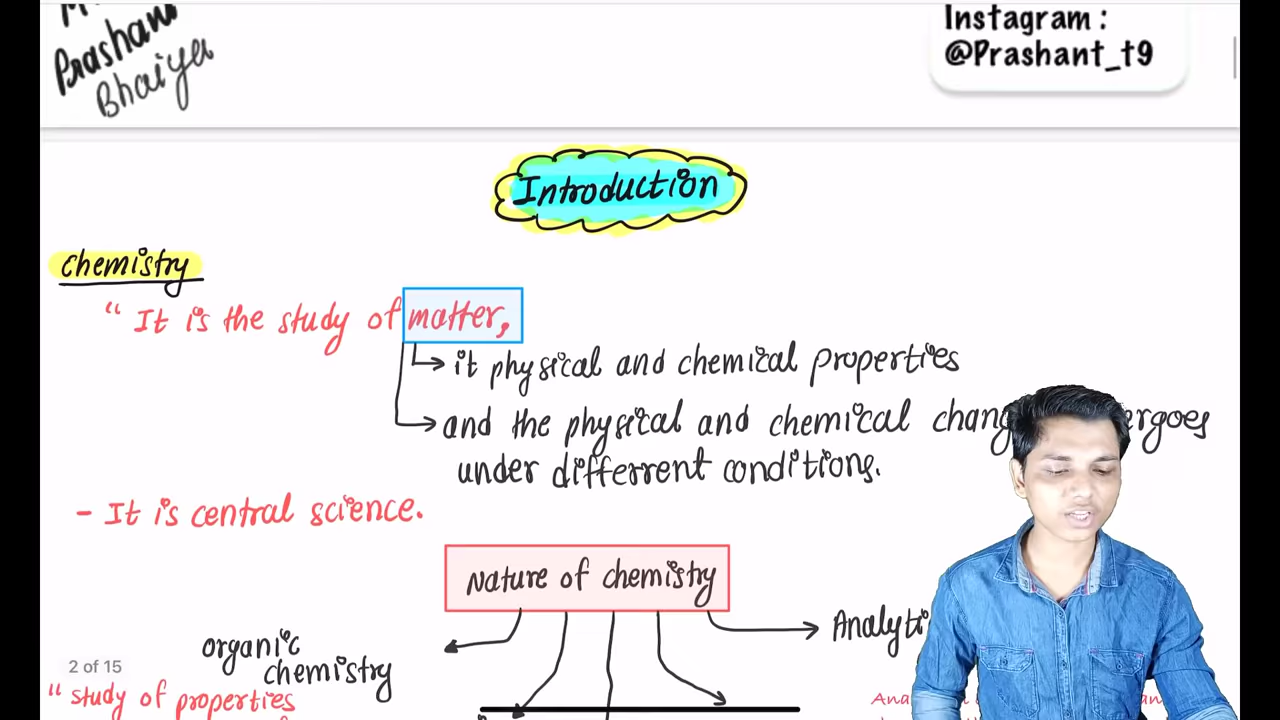 Prashant
Bhaiya
Instagram :
@Prashant_t9
Introduction
chemistry
" It is the study of matter,
it physical and chemical properties
and the physical and chemical
under differrent conditions.
- It is central science.
Nature of chemistry
organic
chemistry
2 of 15
" study of properties